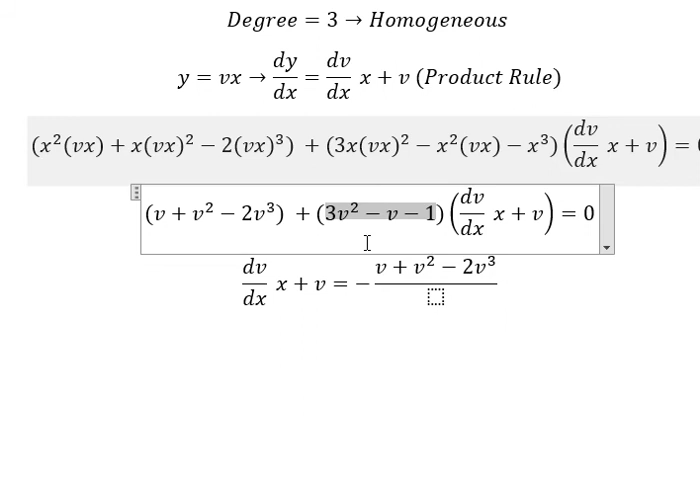 Degree = 3 → Homogeneous
y = vx → dy/dx = dv/dx x + v (Product Rule)
(x²(vx) + x(vx)² − 2(vx)³) + (3x(vx)² − x²(vx) − x³)(dv/dx x + v) =
(v + v² − 2v³) + (3v² − v − 1)(dv/dx x + v) = 0
dv/dx x + v = − (v + v² − 2v³)/⬚